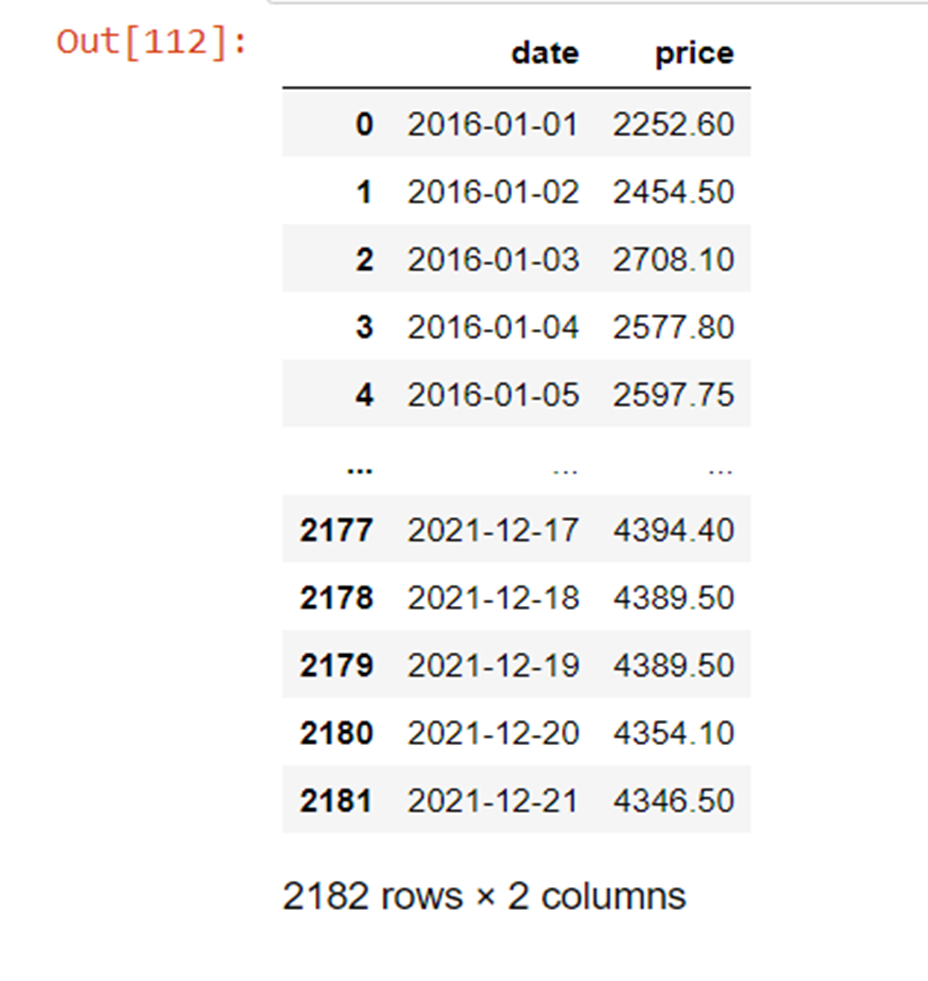 Out[112]:
date price
0 2016-01-01 2252.60
1 2016-01-02 2454.50
2 2016-01-03 2708.10
3 2016-01-04 2577.80
4 2016-01-05 2597.75
... ... ...
2177 2021-12-17 4394.40
2178 2021-12-18 4389.50
2179 2021-12-19 4389.50
2180 2021-12-20 4354.10
2181 2021-12-21 4346.50
2182 rows × 2 columns